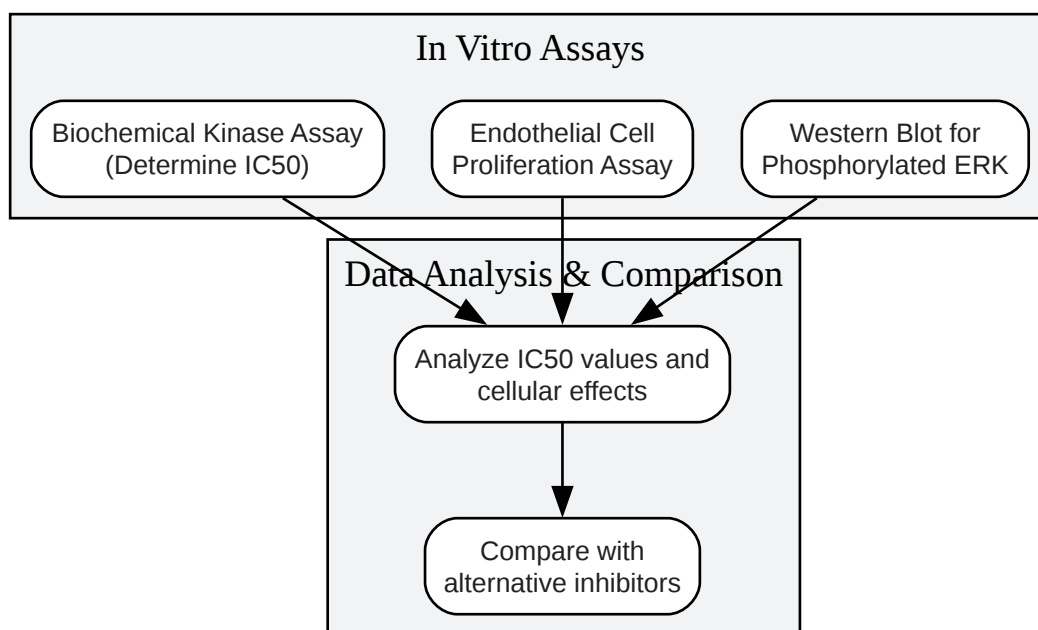 In Vitro Assays
Biochemical Kinase Assay
(Determine IC50)
Endothelial Cell
Proliferation Assay
Western Blot for
Phosphorylated ERK
Data Analysis & Comparison
Analyze IC50 values and
cellular effects
Compare with
alternative inhibitors